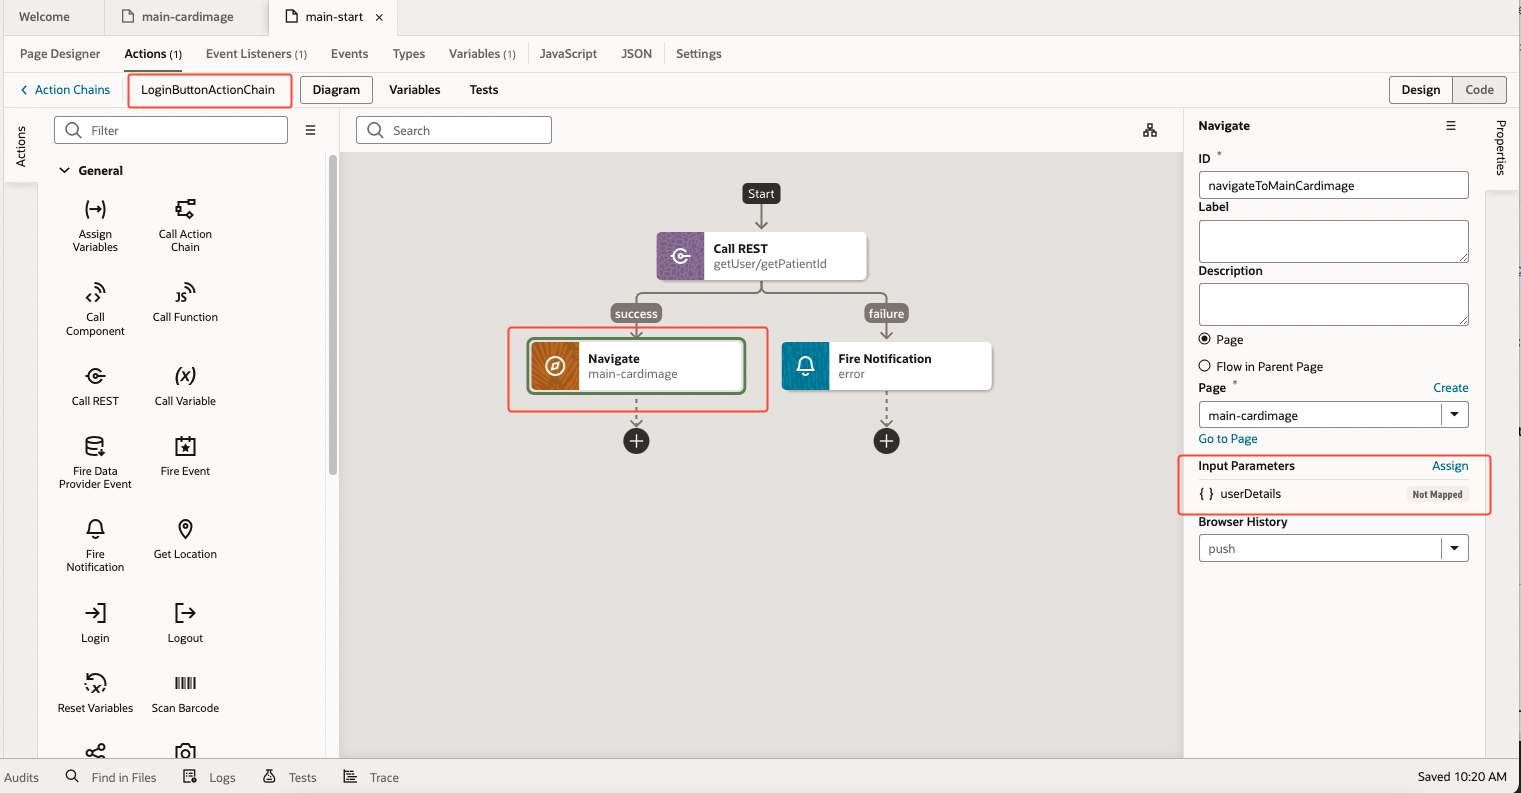 Welcome
main-cardimage
main-start ×
Page Designer
Actions (1)
Event Listeners (1)
Events
Types
Variables (1)
JavaScript
JSON
Settings
Action Chains
LoginButtonActionChain
Diagram
Variables
Tests
Design
Code
Actions
Filter
General
Assign
Variables
Call Action
Chain
Call
Component
Call Function
Call REST
Call Variable
Fire Data
Provider Event
Fire Event
Fire
Notification
Get Location
Login
Logout
Reset Variables
Scan Barcode
Search
Start
Call REST
getUser/getPatientId
success
failure
Navigate
main-cardimage
Fire Notification
error
Navigate
Properties
ID *
navigateToMainCardimage
Label
Description
Page
Flow in Parent Page
Page *
Create
main-cardimage
Go to Page
Input Parameters
Assign
{ } userDetails
Not Mapped
Browser History
push
Audits
Find in Files
Logs
Tests
Trace
Saved 10:20 AM